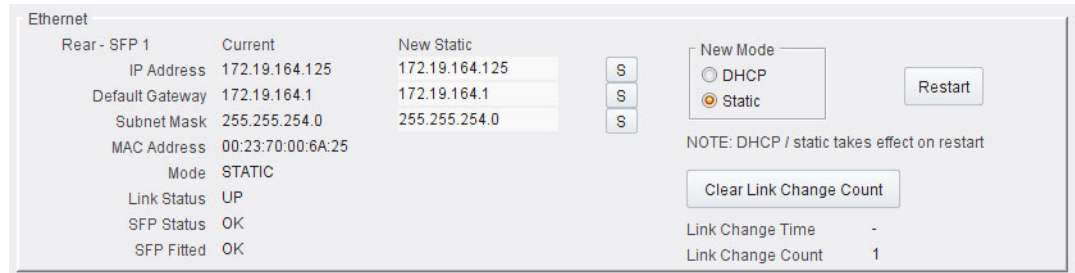 Ethernet
Rear - SFP 1 Current New Static
IP Address 172.19.164.125 172.19.164.125 S
Default Gateway 172.19.164.1 172.19.164.1 S
Subnet Mask 255.255.254.0 255.255.254.0 S
MAC Address 00:23:70:00:6A:25
Mode STATIC
Link Status UP
SFP Status OK
SFP Fitted OK
New Mode
DHCP
Static
Restart
NOTE: DHCP / static takes effect on restart
Clear Link Change Count
Link Change Time -
Link Change Count 1